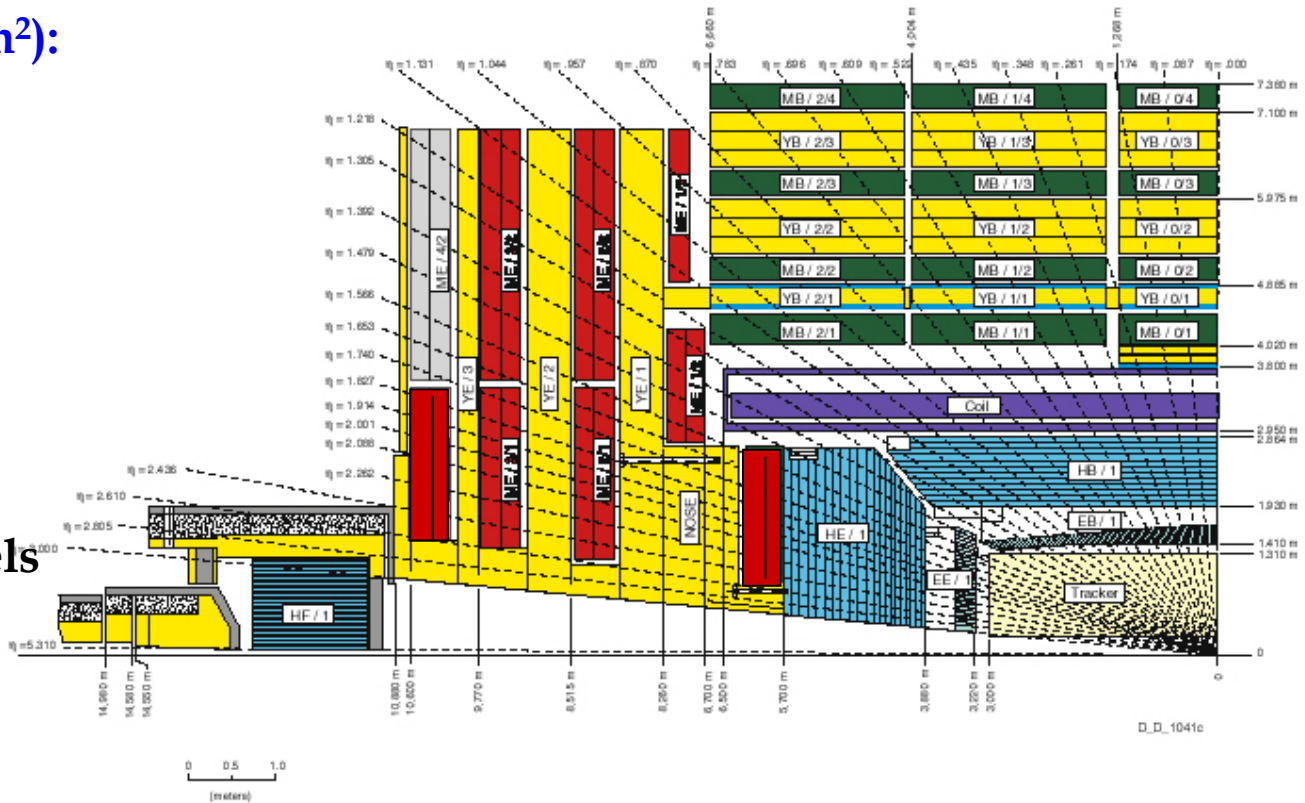 m²):
6,660 m
4,004 m
1,268 m
η = 1.131
η = 1.044
η = .957
η = .870
η = .783
η = .696
η = .609
η = .522
η = .435
η = .348
η = .261
η = .174
η = .087
η = .000
MB / 2/4
MB / 1/4
MB / 0/4
7.380 m
7.100 m
η = 1.218
YB / 2/3
YB / 1/3
YB / 0/3
η = 1.305
MB / 2/3
MB / 1/3
MB / 0/3
5.975 m
η = 1.392
YB / 2/2
YB / 1/2
YB / 0/2
η = 1.479
ME / 4/2
MB / 2/2
MB / 1/2
MB / 0/2
4.885 m
η = 1.566
YB / 2/1
YB / 1/1
YB / 0/1
η = 1.653
MB / 2/1
MB / 1/1
MB / 0/1
4.020 m
η = 1.740
YE / 3
YE / 2
YE / 1
3.800 m
η = 1.827
η = 1.914
Coil
η = 2.001
2.950 m
η = 2.088
2.864 m
η = 2.262
η = 2.436
HB / 1
η = 2.610
NOSE
1.930 m
η = 2.805
HE / 1
EB / 1
els
1.410 m
1.310 m
EE / 1
Tracker
HF / 1
η =5.310
0
14,980 m
14,580 m
14,550 m
10,600 m
9,770 m
8,515 m
6,700 m
6,500 m
5,700 m
3,220 m
3,000 m
0
D_D_1041c
0 0.5 1.0
(meters)